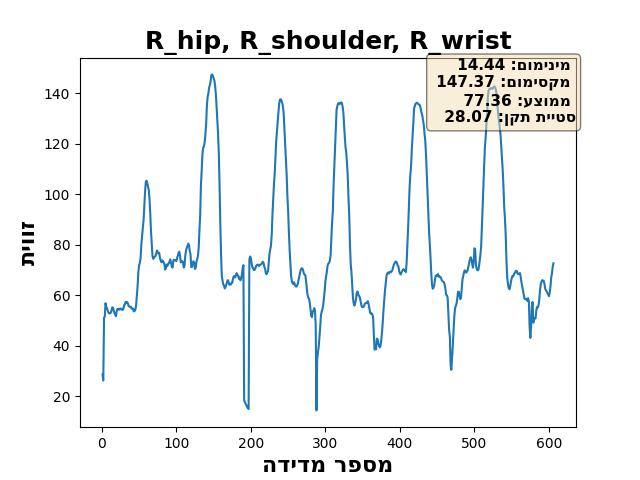 R_hip, R_shoulder, R_wrist
מינימום: 14.44
מקסימום: 147.37
ממוצע: 77.36
סטיית תקן: 28.07
זווית
140
120
100
80
60
40
20
0 100 200 300 400 500 600
מספר מדידה